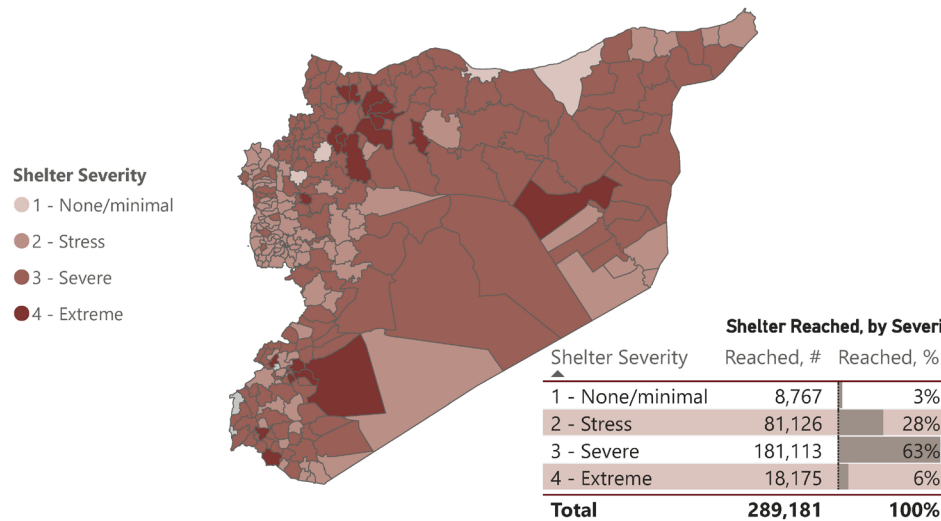 Shelter Severity
1 - None/minimal
2 - Stress
3 - Severe
4 - Extreme
Shelter Reached, by Severi
Shelter Severity Reached, # Reached, %
1 - None/minimal 8,767 3%
2 - Stress 81,126 28%
3 - Severe 181,113 63%
4 - Extreme 18,175 6%
Total 289,181 100%